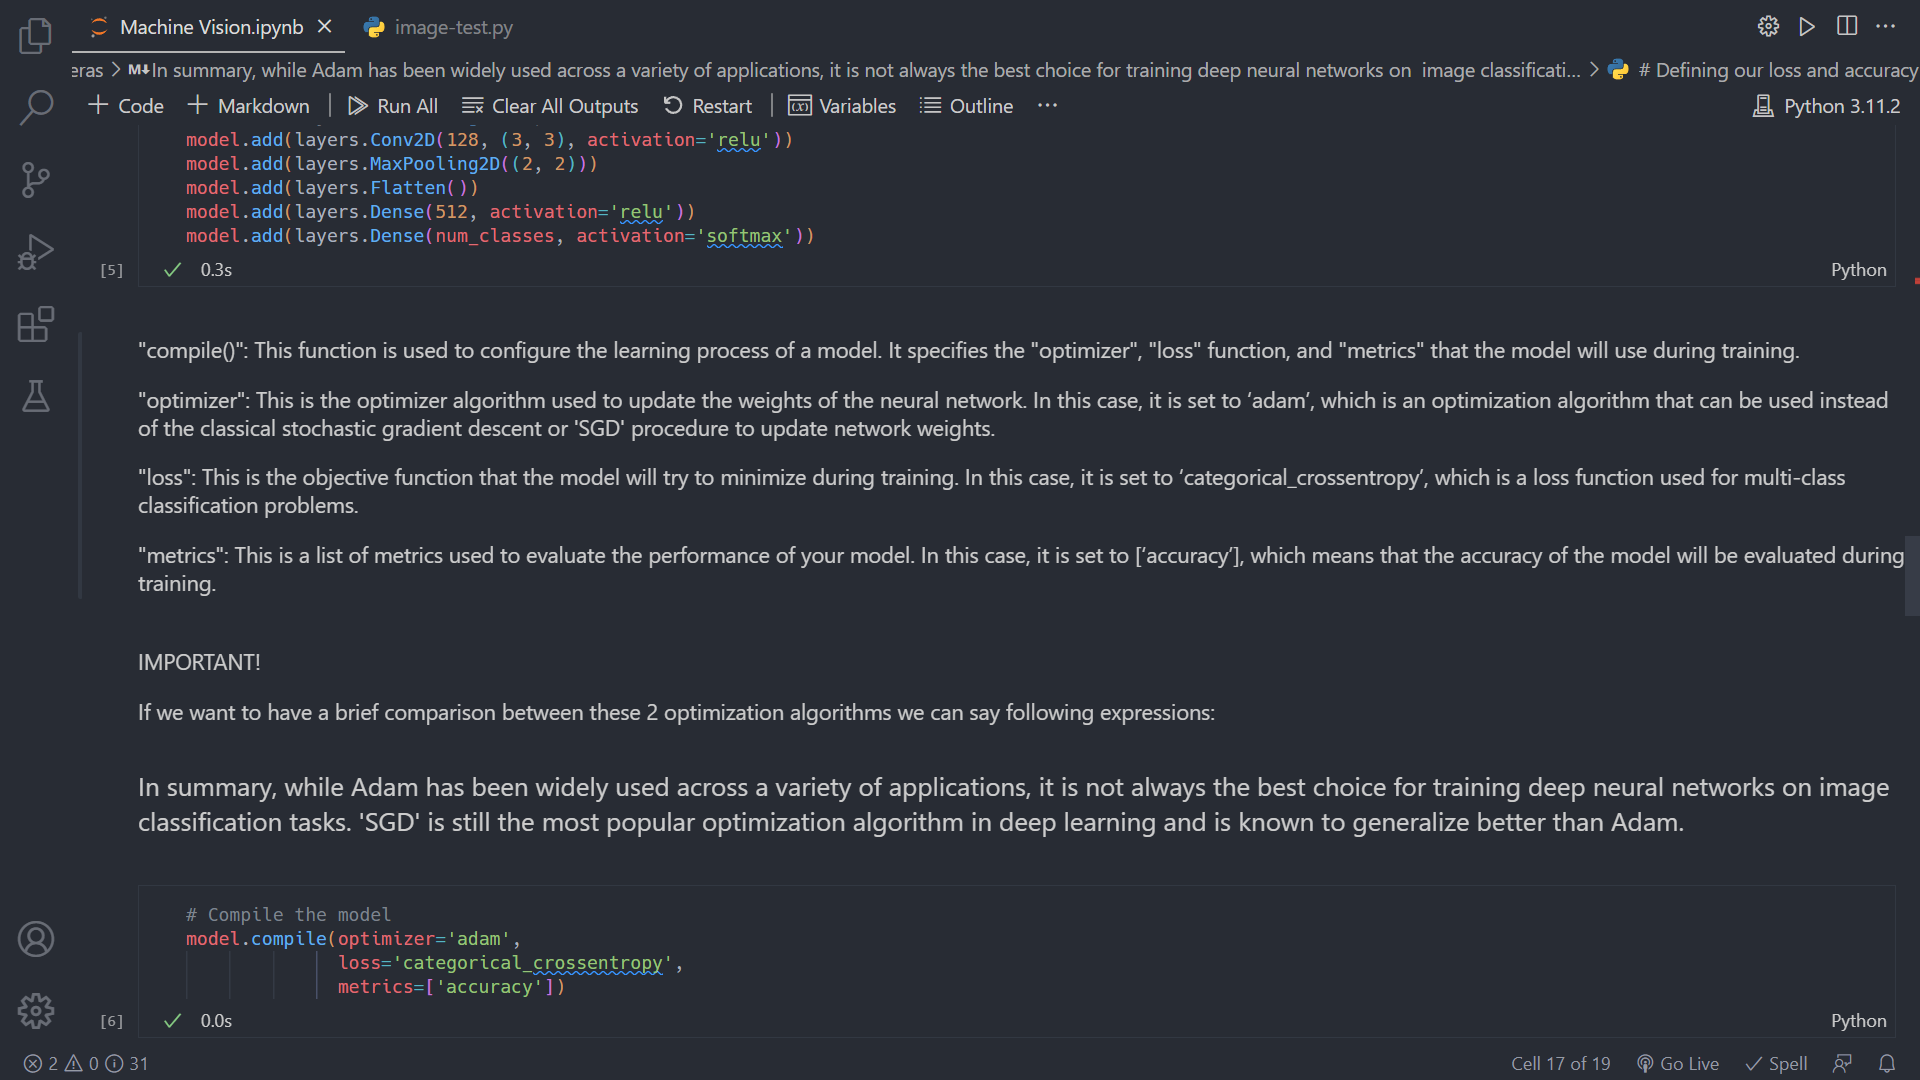 Machine Vision.ipynb
image-test.py
eras > M↓In summary, while Adam has been widely used across a variety of applications, it is not always the best choice for training deep neural networks on image classificati... > # Defining our loss and accuracy
+ Code + Markdown | Run All Clear All Outputs Restart | Variables Outline ... Python 3.11.2
model.add(layers.Conv2D(128, (3, 3), activation='relu'))
model.add(layers.MaxPooling2D((2, 2)))
model.add(layers.Flatten())
model.add(layers.Dense(512, activation='relu'))
model.add(layers.Dense(num_classes, activation='softmax'))
[5] 0.3s Python
"compile()": This function is used to configure the learning process of a model. It specifies the "optimizer", "loss" function, and "metrics" that the model will use during training.
"optimizer": This is the optimizer algorithm used to update the weights of the neural network. In this case, it is set to ‘adam’, which is an optimization algorithm that can be used instead
of the classical stochastic gradient descent or 'SGD' procedure to update network weights.
"loss": This is the objective function that the model will try to minimize during training. In this case, it is set to ‘categorical_crossentropy’, which is a loss function used for multi-class
classification problems.
"metrics": This is a list of metrics used to evaluate the performance of your model. In this case, it is set to [‘accuracy’], which means that the accuracy of the model will be evaluated during
training.
IMPORTANT!
If we want to have a brief comparison between these 2 optimization algorithms we can say following expressions:
In summary, while Adam has been widely used across a variety of applications, it is not always the best choice for training deep neural networks on image
classification tasks. 'SGD' is still the most popular optimization algorithm in deep learning and is known to generalize better than Adam.
# Compile the model
model.compile(optimizer='adam',
loss='categorical_crossentropy',
metrics=['accuracy'])
[6] 0.0s Python
2 0 31 Cell 17 of 19 Go Live Spell